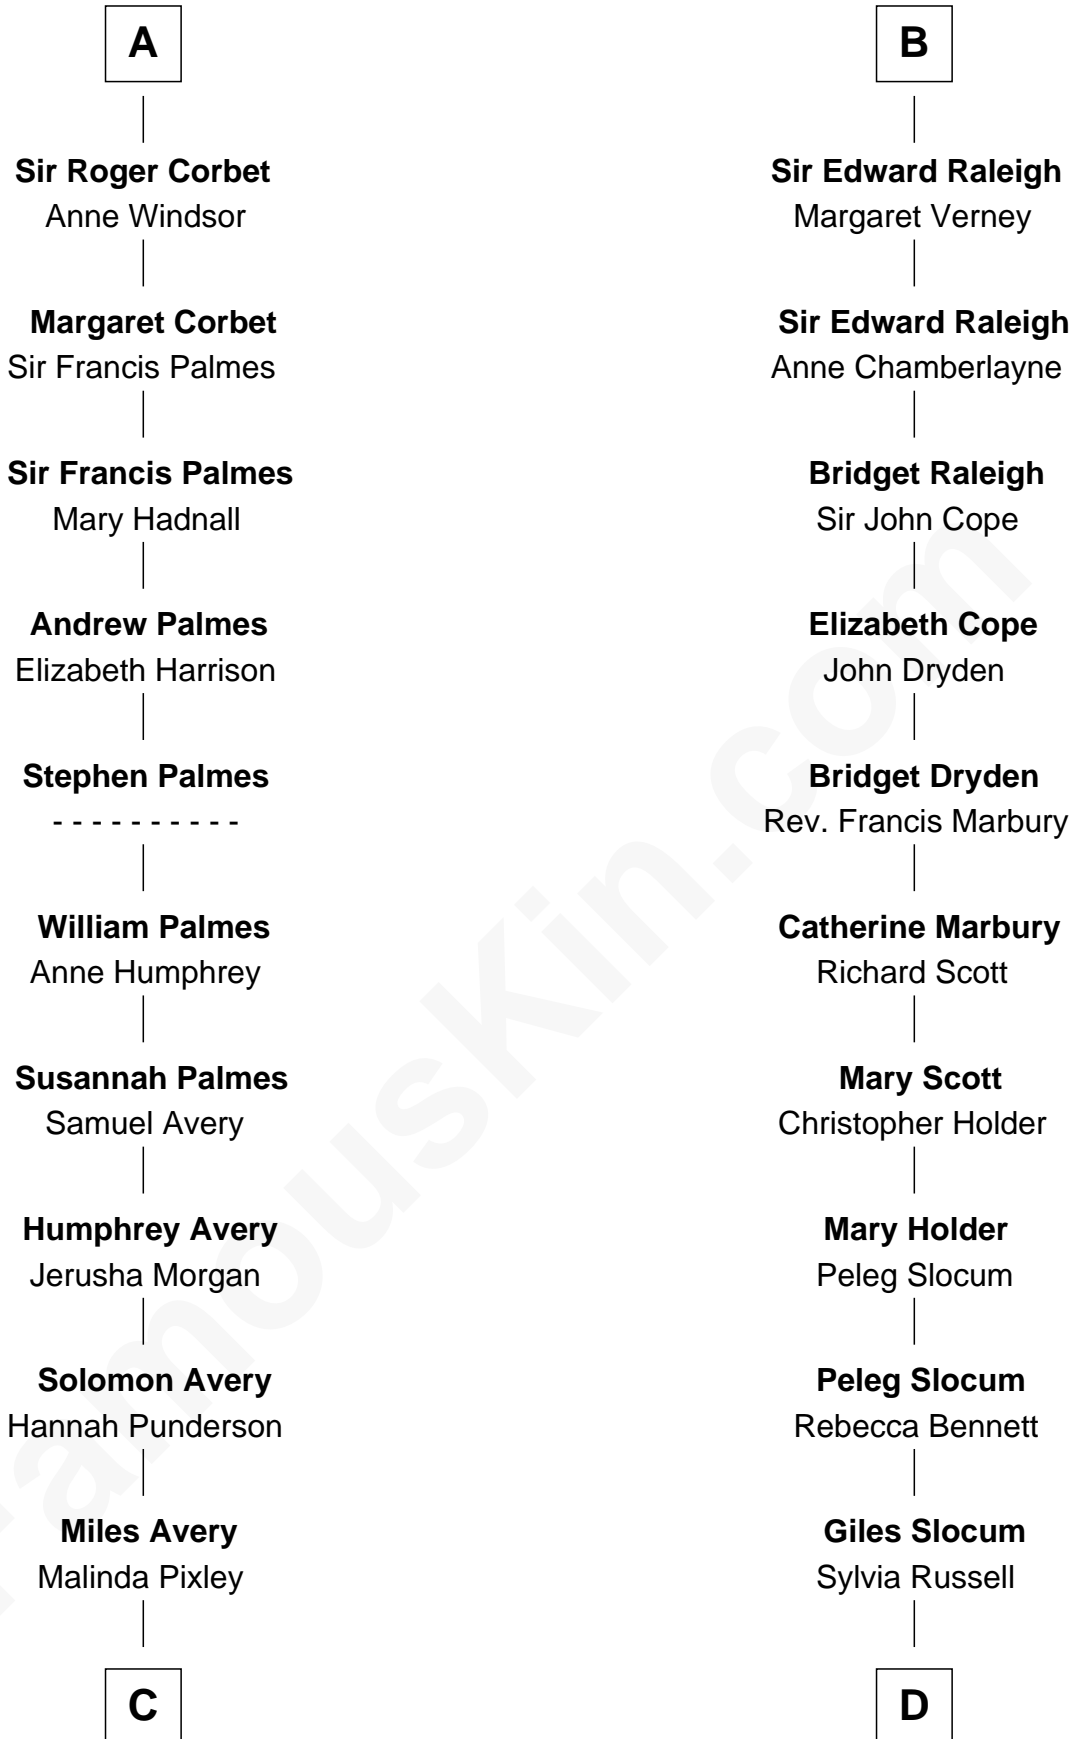 A
Sir Roger Corbet
Anne Windsor
Margaret Corbet
Sir Francis Palmes
Sir Francis Palmes
Mary Hadnall
Andrew Palmes
Elizabeth Harrison
Stephen Palmes
- - - - - - - - - -
William Palmes
Anne Humphrey
Susannah Palmes
Samuel Avery
Humphrey Avery
Jerusha Morgan
Solomon Avery
Hannah Punderson
Miles Avery
Malinda Pixley
C
B
Sir Edward Raleigh
Margaret Verney
Sir Edward Raleigh
Anne Chamberlayne
Bridget Raleigh
Sir John Cope
Elizabeth Cope
John Dryden
Bridget Dryden
Rev. Francis Marbury
Catherine Marbury
Richard Scott
Mary Scott
Christopher Holder
Mary Holder
Peleg Slocum
Peleg Slocum
Rebecca Bennett
Giles Slocum
Sylvia Russell
D
FamousKin.com